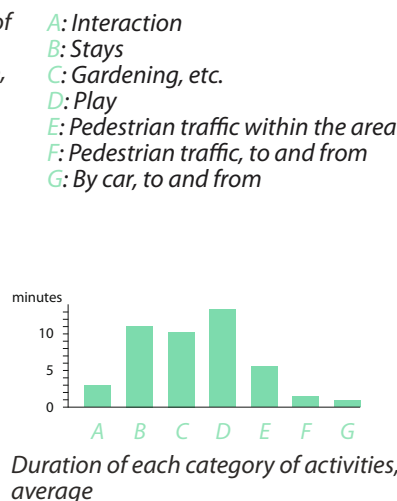 of
,
A: Interaction
B: Stays
C: Gardening, etc.
D: Play
E: Pedestrian traffic within the area
F: Pedestrian traffic, to and from
G: By car, to and from
minutes
10
5
0
A B C D E F G
Duration of each category of activities,
average